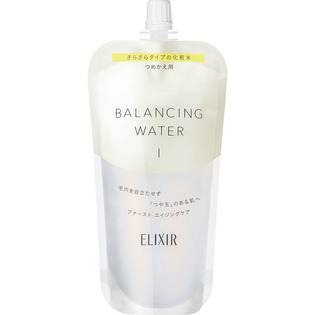 さらさらタイプの化粧水
つめかえ用
BALANCING
WATER
I
毛穴を目立たせず
「つや玉」のある肌へ
ファースト エイジングケア
ELIXIR